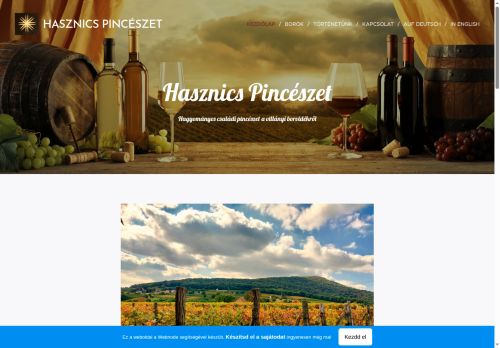 HASZNICS PINCÉSZET
KEZDŐLAP / BOROK / TÖRTÉNETÜNK / KAPCSOLAT / AUF DEUTSCH / IN ENGLISH
Hasznics Pincészet
Hagyományos családi pincészet a villányi borvidékről
Ez a weboldal a Webnode segítségével készült. Készítsd el a sajátodat ingyenesen még ma! Kezdd el